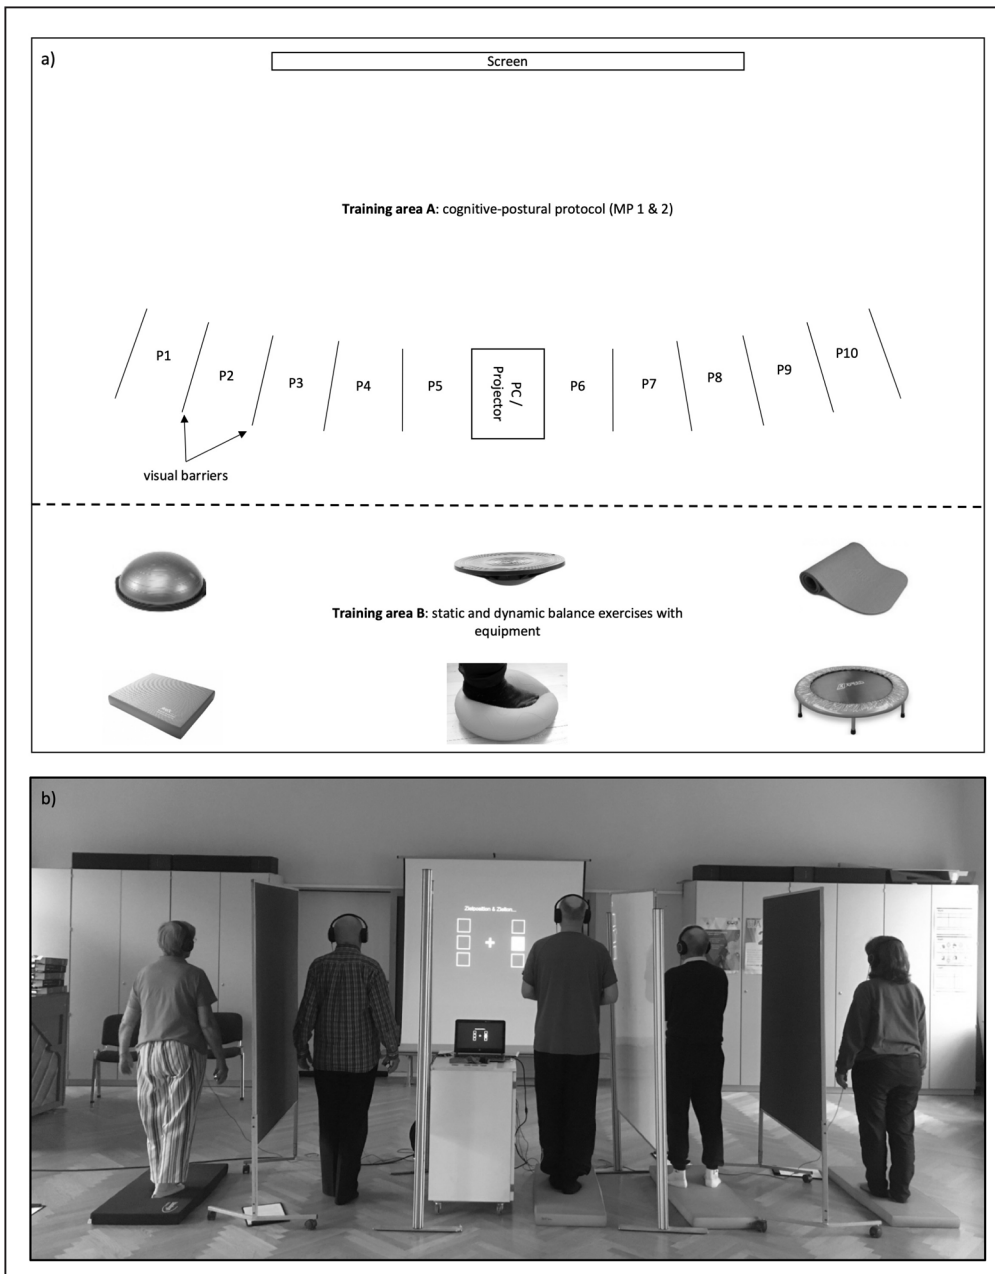 a)
Screen
Training area A: cognitive-postural protocol (MP 1 & 2)
P1
P2
P3
P4
P5
PC /
Projector
P6
P7
P8
P9
P10
visual barriers
Training area B: static and dynamic balance exercises with
equipment
b)